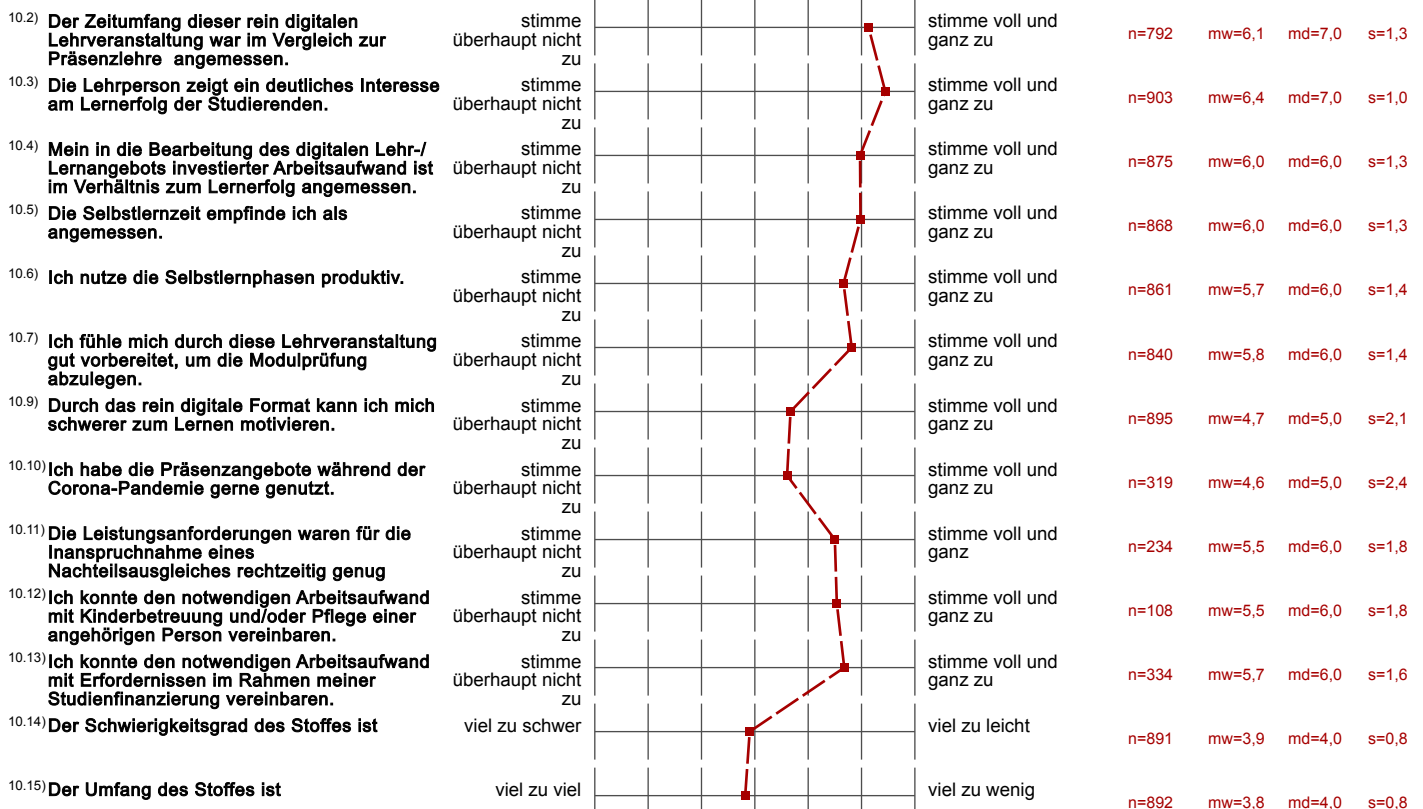 10.2) Der Zeitumfang dieser rein digitalen
Lehrveranstaltung war im Vergleich zur
Präsenzlehre angemessen.
stimme
überhaupt nicht
zu
stimme voll und
ganz zu
n=792 mw=6,1 md=7,0 s=1,3
10.3) Die Lehrperson zeigt ein deutliches Interesse
am Lernerfolg der Studierenden.
stimme
überhaupt nicht
zu
stimme voll und
ganz zu
n=903 mw=6,4 md=7,0 s=1,0
10.4) Mein in die Bearbeitung des digitalen Lehr-/
Lernangebots investierter Arbeitsaufwand ist
im Verhältnis zum Lernerfolg angemessen.
stimme
überhaupt nicht
zu
stimme voll und
ganz zu
n=875 mw=6,0 md=6,0 s=1,3
10.5) Die Selbstlernzeit empfinde ich als
angemessen.
stimme
überhaupt nicht
zu
stimme voll und
ganz zu
n=868 mw=6,0 md=6,0 s=1,3
10.6) Ich nutze die Selbstlernphasen produktiv.
stimme
überhaupt nicht
zu
stimme voll und
ganz zu
n=861 mw=5,7 md=6,0 s=1,4
10.7) Ich fühle mich durch diese Lehrveranstaltung
gut vorbereitet, um die Modulprüfung
abzulegen.
stimme
überhaupt nicht
zu
stimme voll und
ganz zu
n=840 mw=5,8 md=6,0 s=1,4
10.9) Durch das rein digitale Format kann ich mich
schwerer zum Lernen motivieren.
stimme
überhaupt nicht
zu
stimme voll und
ganz zu
n=895 mw=4,7 md=5,0 s=2,1
10.10) Ich habe die Präsenzangebote während der
Corona-Pandemie gerne genutzt.
stimme
überhaupt nicht
zu
stimme voll und
ganz zu
n=319 mw=4,6 md=5,0 s=2,4
10.11) Die Leistungsanforderungen waren für die
Inanspruchnahme eines
Nachteilsausgleiches rechtzeitig genug
stimme
überhaupt nicht
zu
stimme voll und
ganz
n=234 mw=5,5 md=6,0 s=1,8
10.12) Ich konnte den notwendigen Arbeitsaufwand
mit Kinderbetreuung und/oder Pflege einer
angehörigen Person vereinbaren.
stimme
überhaupt nicht
zu
stimme voll und
ganz zu
n=108 mw=5,5 md=6,0 s=1,8
10.13) Ich konnte den notwendigen Arbeitsaufwand
mit Erfordernissen im Rahmen meiner
Studienfinanzierung vereinbaren.
stimme
überhaupt nicht
zu
stimme voll und
ganz zu
n=334 mw=5,7 md=6,0 s=1,6
10.14) Der Schwierigkeitsgrad des Stoffes ist
viel zu schwer
viel zu leicht
n=891 mw=3,9 md=4,0 s=0,8
10.15) Der Umfang des Stoffes ist
viel zu viel
viel zu wenig
n=892 mw=3,8 md=4,0 s=0,8